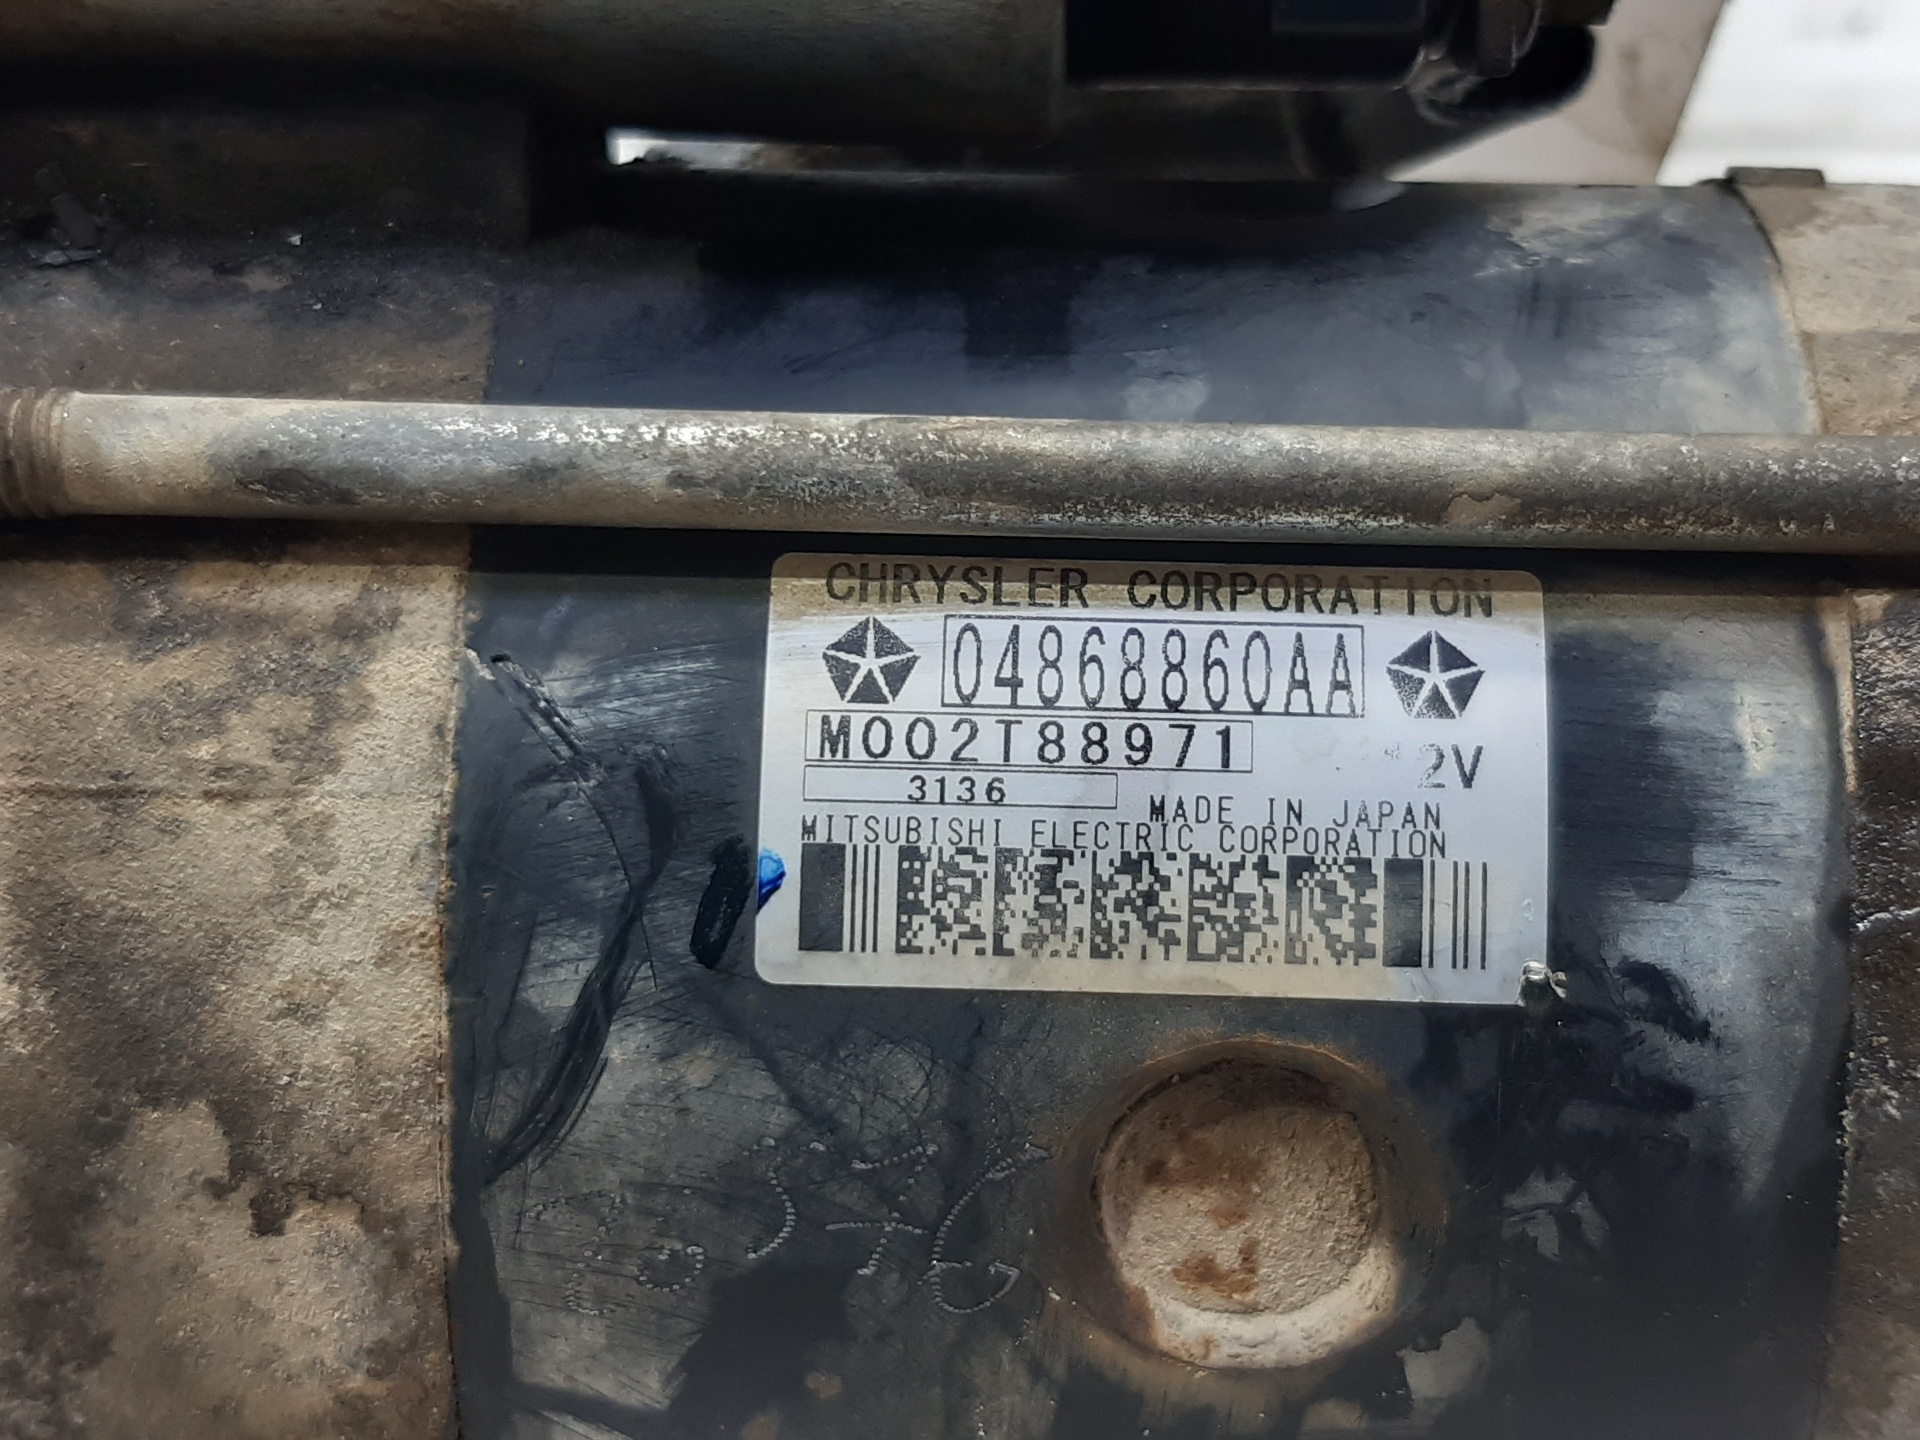 CHRYSLER CORPORATION
04868860AA
M002T88971
2V
3136
MADE IN JAPAN
MITSUBISHI ELECTRIC CORPORATION